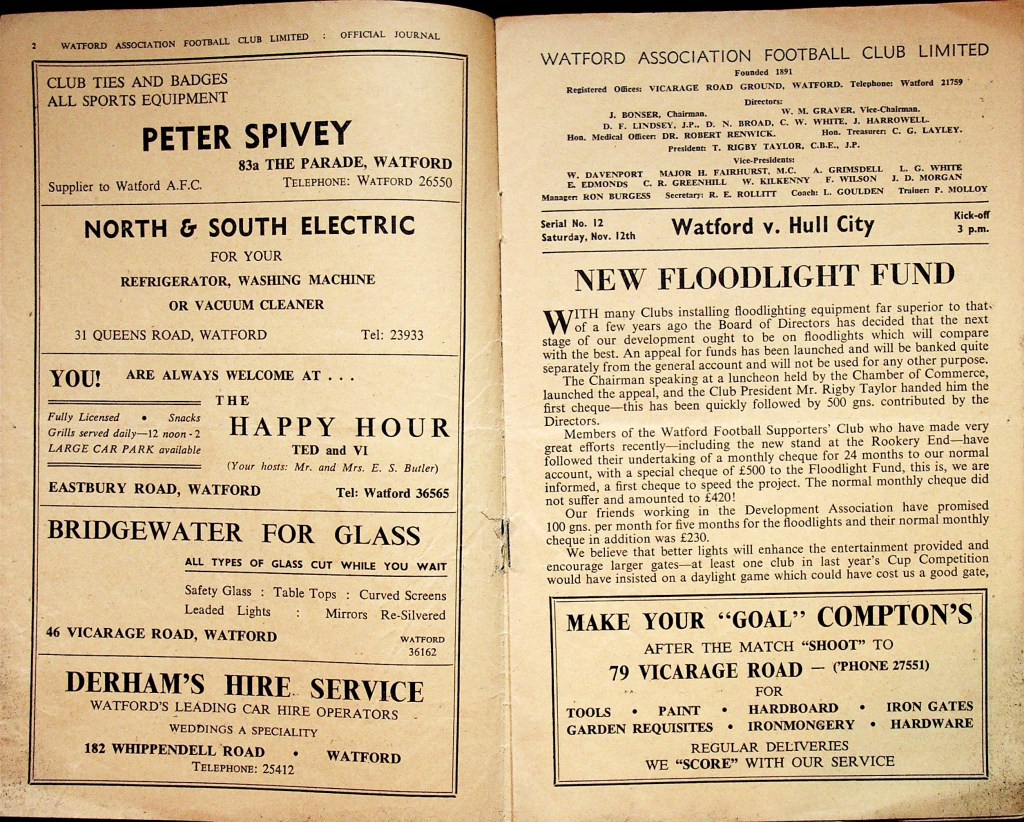 2 WATFORD ASSOCIATION FOOTBALL CLUB LIMITED : OFFICIAL JOURNAL
CLUB TIES AND BADGES
ALL SPORTS EQUIPMENT
PETER SPIVEY
83a THE PARADE, WATFORD
Supplier to Watford A.F.C. TELEPHONE: WATFORD 26550
NORTH & SOUTH ELECTRIC
FOR YOUR
REFRIGERATOR, WASHING MACHINE
OR VACUUM CLEANER
31 QUEENS ROAD, WATFORD Tel: 23933
YOU! ARE ALWAYS WELCOME AT . . .
THE
Fully Licensed • Snacks
Grills served daily—12 noon - 2
LARGE CAR PARK available
HAPPY HOUR
TED and VI
(Your hosts: Mr. and Mrs. E. S. Butler)
EASTBURY ROAD, WATFORD Tel: Watford 36565
BRIDGEWATER FOR GLASS
ALL TYPES OF GLASS CUT WHILE YOU WAIT
Safety Glass : Table Tops : Curved Screens
Leaded Lights : Mirrors Re-Silvered
46 VICARAGE ROAD, WATFORD WATFORD
36162
DERHAM'S HIRE SERVICE
WATFORD'S LEADING CAR HIRE OPERATORS
WEDDINGS A SPECIALITY
182 WHIPPENDELL ROAD • WATFORD
TELEPHONE: 25412
WATFORD ASSOCIATION FOOTBALL CLUB LIMITED
Founded 1891
Registered Offices: VICARAGE ROAD GROUND, WATFORD. Telephone: Watford 21759
Directors:
J. BONSER, Chairman. W. M. GRAVER, Vice-Chairman.
D. F. LINDSEY, J.P., D. N. BROAD, C. W. WHITE, J. HARROWELL.
Hon. Medical Officer: DR. ROBERT RENWICK. Hon. Treasurer: C. G. LAYLEY.
President: T. RIGBY TAYLOR, C.B.E., J.P.
Vice-Presidents:
W. DAVENPORT MAJOR H. FAIRHURST, M.C. A. GRIMSDELL L. G. WHITE
E. EDMONDS C. R. GREENHILL W. KILKENNY F. WILSON J. D. MORGAN
Manager: RON BURGESS Secretary: R. E. ROLLITT Coach: L. GOULDEN Trainer: P. MOLLOY
Serial No. 12
Saturday, Nov. 12th
Watford v. Hull City
Kick-off
3 p.m.
NEW FLOODLIGHT FUND
WITH many Clubs installing floodlighting equipment far superior to that
of a few years ago the Board of Directors has decided that the next
stage of our development ought to be on floodlights which will compare
with the best. An appeal for funds has been launched and will be banked quite
separately from the general account and will not be used for any other purpose.
The Chairman speaking at a luncheon held by the Chamber of Commerce,
launched the appeal, and the Club President Mr. Rigby Taylor handed him the
first cheque—this has been quickly followed by 500 gns. contributed by the
Directors.
Members of the Watford Football Supporters' Club who have made very
great efforts recently—including the new stand at the Rookery End—have
followed their undertaking of a monthly cheque for 24 months to our normal
account, with a special cheque of £500 to the Floodlight Fund, this is, we are
informed, a first cheque to speed the project. The normal monthly cheque did
not suffer and amounted to £420!
Our friends working in the Development Association have promised
100 gns. per month for five months for the floodlights and their normal monthly
cheque in addition was £230.
We believe that better lights will enhance the entertainment provided and
encourage larger gates—at least one club in last year's Cup Competition
would have insisted on a daylight game which could have cost us a good gate,
MAKE YOUR "GOAL" COMPTON'S
AFTER THE MATCH "SHOOT" TO
79 VICARAGE ROAD — ('PHONE 27551)
FOR
TOOLS • PAINT • HARDBOARD • IRON GATES
GARDEN REQUISITES • IRONMONGERY • HARDWARE
REGULAR DELIVERIES
WE "SCORE" WITH OUR SERVICE